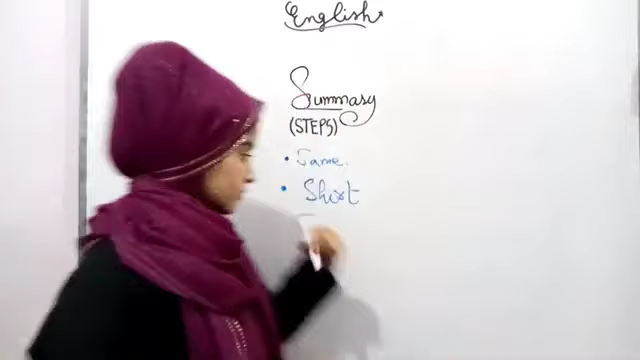 English
Summary
(STEPS)
• Same.
• Short